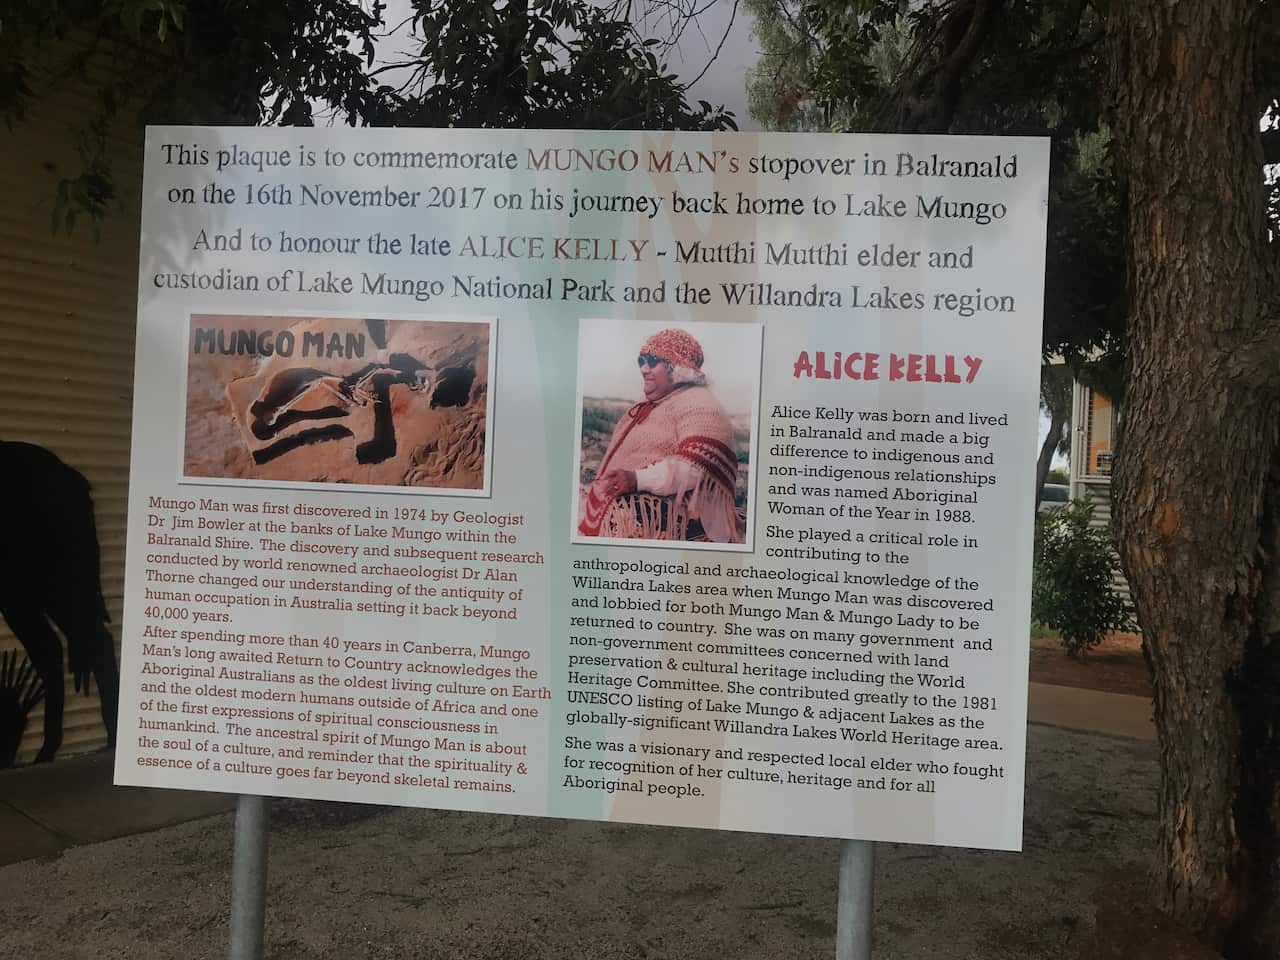 This plaque is to commemorate MUNGO MAN's stopover in Balranald
on the 16th November 2017 on his journey back home to Lake Mungo
And to honour the late ALICE KELLY - Mutthi Mutthi elder and
custodian of Lake Mungo National Park and the Willandra Lakes region
MUNGO MAN
Mungo Man was first discovered in 1974 by Geologist
Dr Jim Bowler at the banks of Lake Mungo within the
Balranald Shire. The discovery and subsequent research
conducted by world renowned archaeologist Dr Alan
Thorne changed our understanding of the antiquity of
human occupation in Australia setting it back beyond
40,000 years.
After spending more than 40 years in Canberra, Mungo
Man's long awaited Return to Country acknowledges the
Aboriginal Australians as the oldest living culture on Earth
and the oldest modern humans outside of Africa and one
of the first expressions of spiritual consciousness in
humankind. The ancestral spirit of Mungo Man is about
the soul of a culture, and reminder that the spirituality &
essence of a culture goes far beyond skeletal remains.
ALiCE KELLY
Alice Kelly was born and lived
in Balranald and made a big
difference to indigenous and
non-indigenous relationships
and was named Aboriginal
Woman of the Year in 1988.
She played a critical role in
contributing to the
anthropological and archaeological knowledge of the
Willandra Lakes area when Mungo Man was discovered
and lobbied for both Mungo Man & Mungo Lady to be
returned to country. She was on many government and
non-government committees concerned with land
preservation & cultural heritage including the World
Heritage Committee. She contributed greatly to the 1981
UNESCO listing of Lake Mungo & adjacent Lakes as the
globally-significant Willandra Lakes World Heritage area.
She was a visionary and respected local elder who fought
for recognition of her culture, heritage and for all
Aboriginal people.